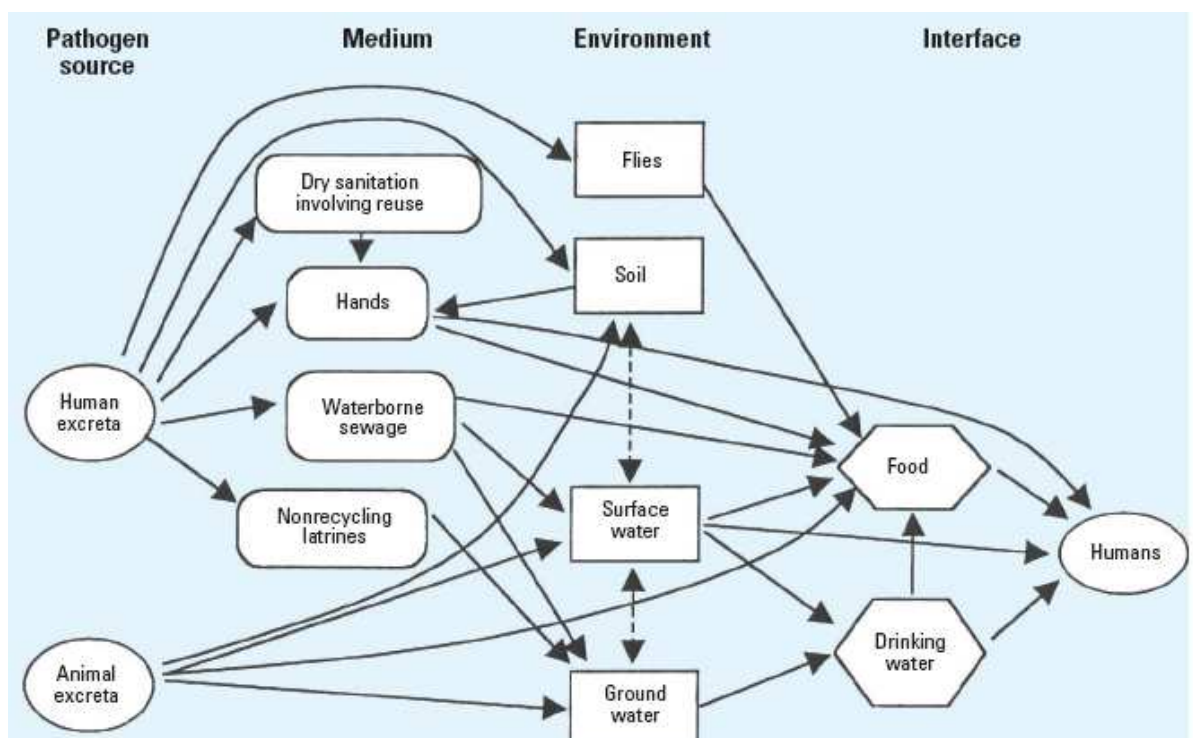 Pathogen
source
Medium
Environment
Interface
Flies
Dry sanitation
involving reuse
Soil
Hands
Human
excreta
Waterborne
sewage
Food
Nonrecycling
latrines
Surface
water
Humans
Animal
excreta
Drinking
water
Ground
water